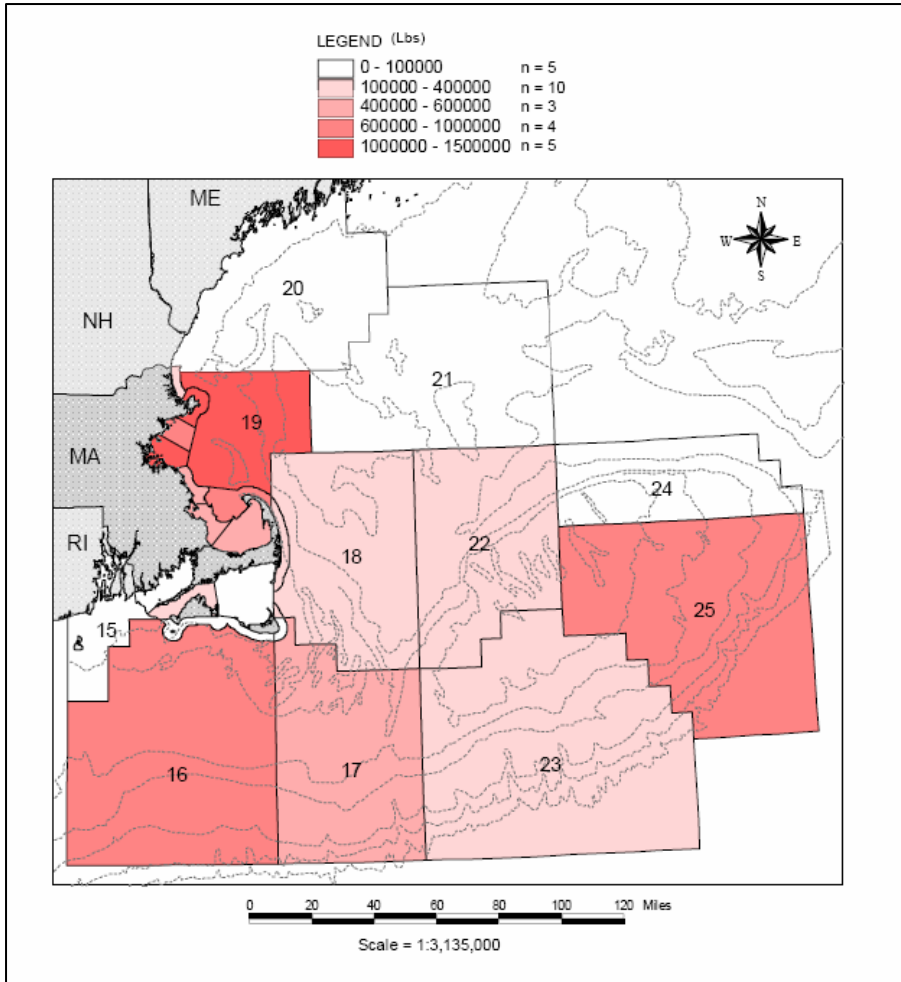 LEGEND (Lbs)
0 - 100000 n = 5
100000 - 400000 n = 10
400000 - 600000 n = 3
600000 - 1000000 n = 4
1000000 - 1500000 n = 5
ME
N
W E
S
20
NH
21
19
MA
24
RI
18
22
25
15
16
17
23
0 20 40 60 80 100 120 Miles
Scale = 1:3,135,000